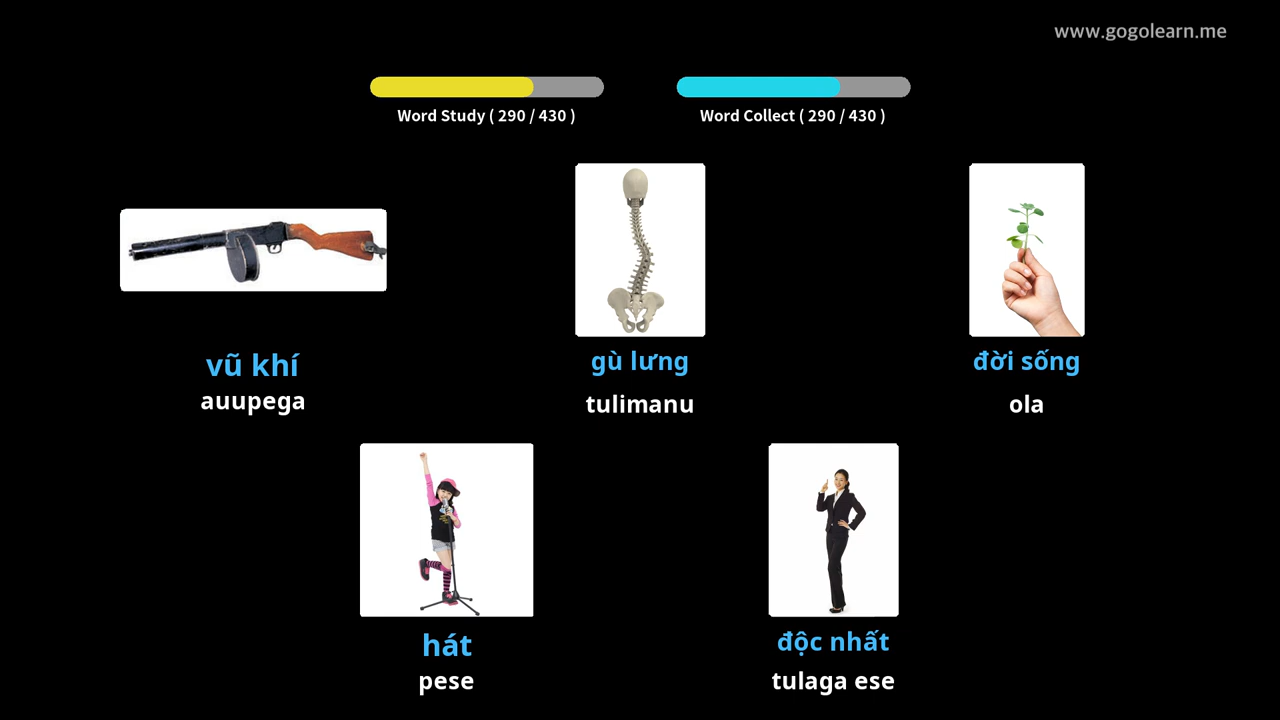 www.gogolearn.me
Word Study ( 290 / 430 )
Word Collect ( 290 / 430 )
vũ khí
auupega
gù lưng
tulimanu
đời sống
ola
hát
pese
độc nhất
tulaga ese